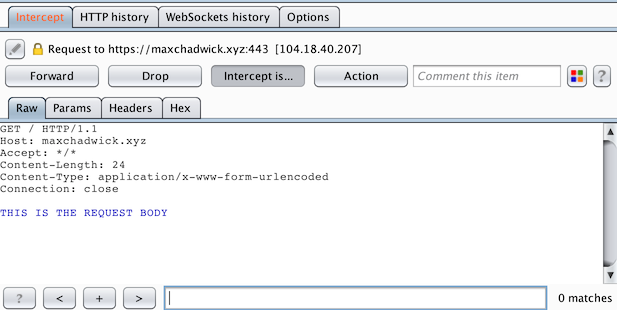 Intercept HTTP history WebSockets history Options
Request to https://maxchadwick.xyz:443 [104.18.40.207]
Forward Drop Intercept is... Action Comment this item ?
Raw Params Headers Hex
GET / HTTP/1.1
Host: maxchadwick.xyz
Accept: */*
Content-Length: 24
Content-Type: application/x-www-form-urlencoded
Connection: close
THIS IS THE REQUEST BODY
? < + > 0 matches